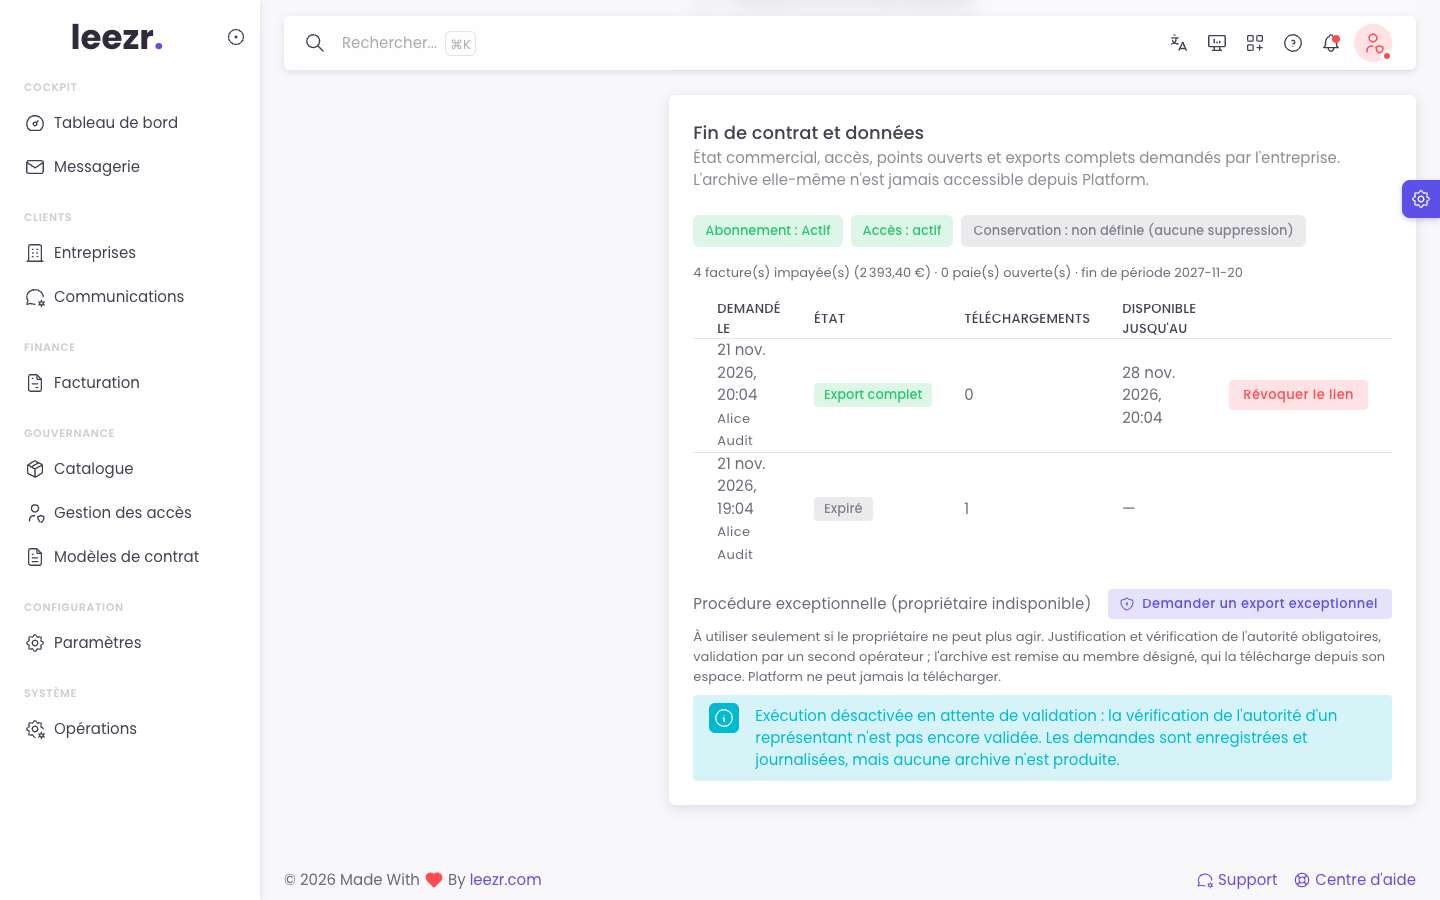 leezr.
Rechercher... ⌘K
COCKPIT
Tableau de bord
Messagerie
CLIENTS
Entreprises
Communications
FINANCE
Facturation
GOUVERNANCE
Catalogue
Gestion des accès
Modèles de contrat
CONFIGURATION
Paramètres
SYSTÈME
Opérations
Fin de contrat et données
État commercial, accès, points ouverts et exports complets demandés par l'entreprise.
L'archive elle-même n'est jamais accessible depuis Platform.
Abonnement : Actif
Accès : actif
Conservation : non définie (aucune suppression)
4 facture(s) impayée(s) (2 393,40 €) · 0 paie(s) ouverte(s) · fin de période 2027-11-20
DEMANDÉ
LE
ÉTAT
TÉLÉCHARGEMENTS
DISPONIBLE
JUSQU'AU
21 nov.
2026,
20:04
Alice
Audit
Export complet
0
28 nov.
2026,
20:04
Révoquer le lien
21 nov.
2026,
19:04
Alice
Audit
Expiré
1
—
Procédure exceptionnelle (propriétaire indisponible)
Demander un export exceptionnel
À utiliser seulement si le propriétaire ne peut plus agir. Justification et vérification de l'autorité obligatoires,
validation par un second opérateur ; l'archive est remise au membre désigné, qui la télécharge depuis son
espace. Platform ne peut jamais la télécharger.
Exécution désactivée en attente de validation : la vérification de l'autorité d'un
représentant n'est pas encore validée. Les demandes sont enregistrées et
journalisées, mais aucune archive n'est produite.
© 2026 Made With By leezr.com
Support
Centre d'aide